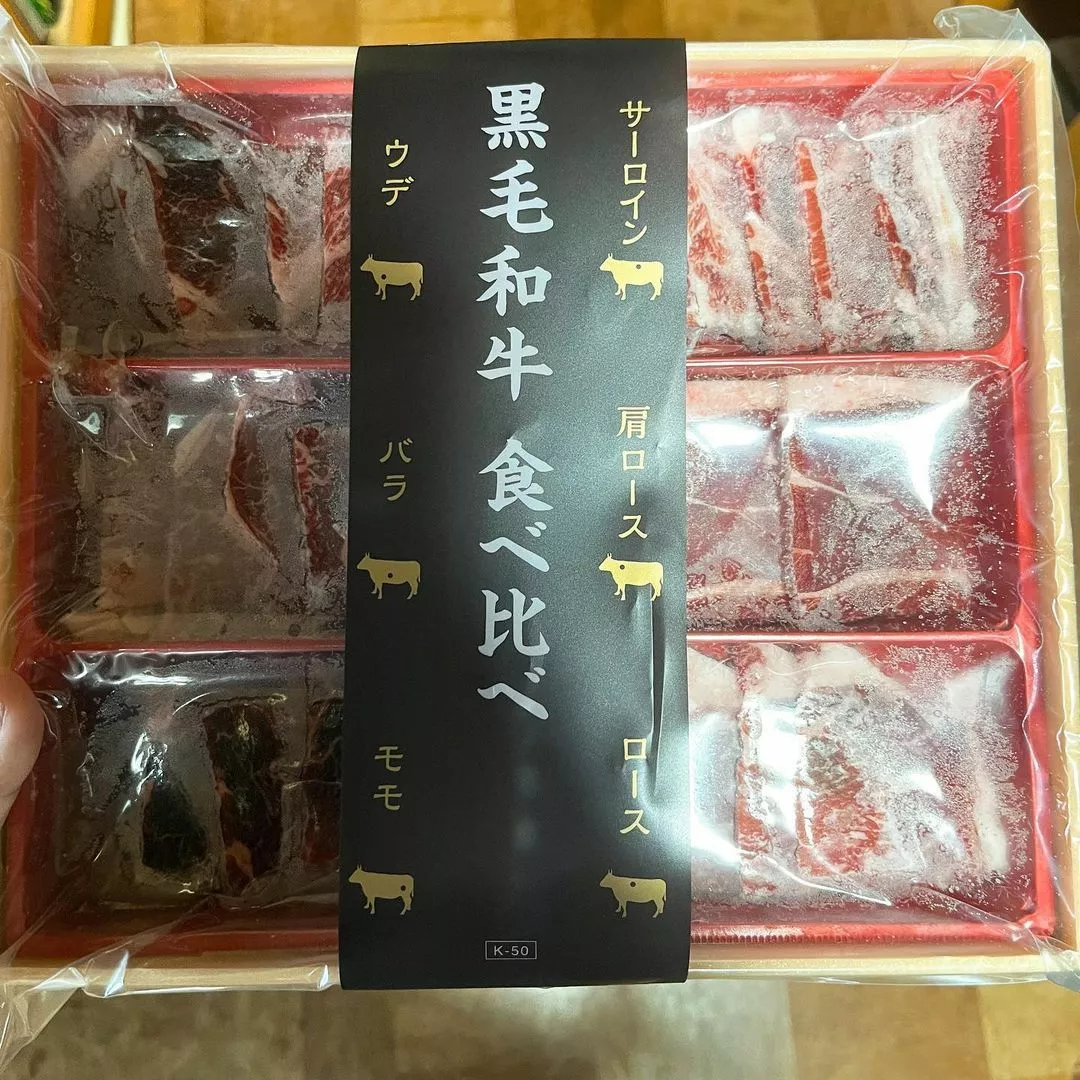 黒毛和牛 食べ比べ
サーロイン
肩ロース
ロース
ウデ
バラ
モモ
K-50